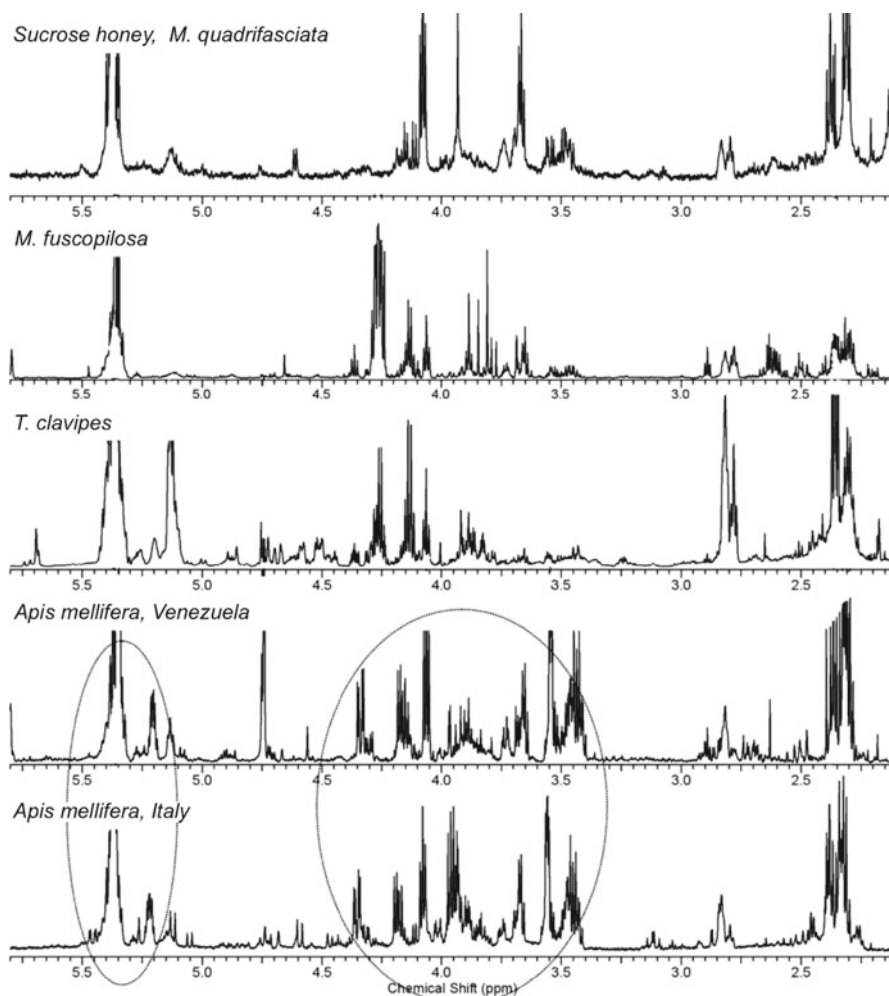 Sucrose honey, M. quadrifasciata
5.5 5.0 4.5 4.0 3.5 3.0 2.5
M. fuscopilosa
5.5 5.0 4.5 4.0 3.5 3.0 2.5
T. clavipes
5.5 5.0 4.5 4.0 3.5 3.0 2.5
Apis mellifera, Venezuela
5.5 5.0 4.5 4.0 3.5 3.0 2.5
Apis mellifera, Italy
5.5 5.0 4.5 4.0 3.5 3.0 2.5
Chemical Shift (ppm)